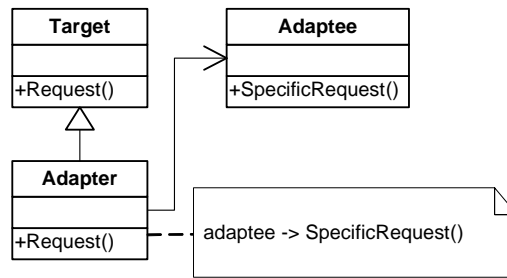 Target
+Request()
Adaptee
+SpecificRequest()
Adapter
+Request()
adaptee -> SpecificRequest()